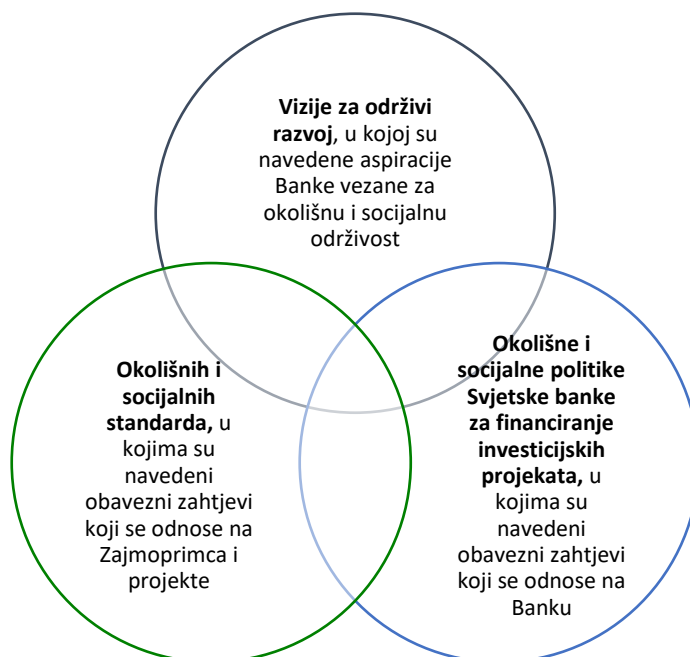 Vizije za održivi
razvoj, u kojoj su
navedene aspiracije
Banke vezane za
okolišnu i socijalnu
održivost
Okolišnih i
socijalnih
standarda, u
kojima su
navedeni
obavezni zahtjevi
koji se odnose na
Zajmoprimca i
projekte
Okolišne i
socijalne politike
Svjetske banke
za financiranje
investicijskih
projekata, u
kojima su
navedeni
obavezni zahtjevi
koji se odnose na
Banku